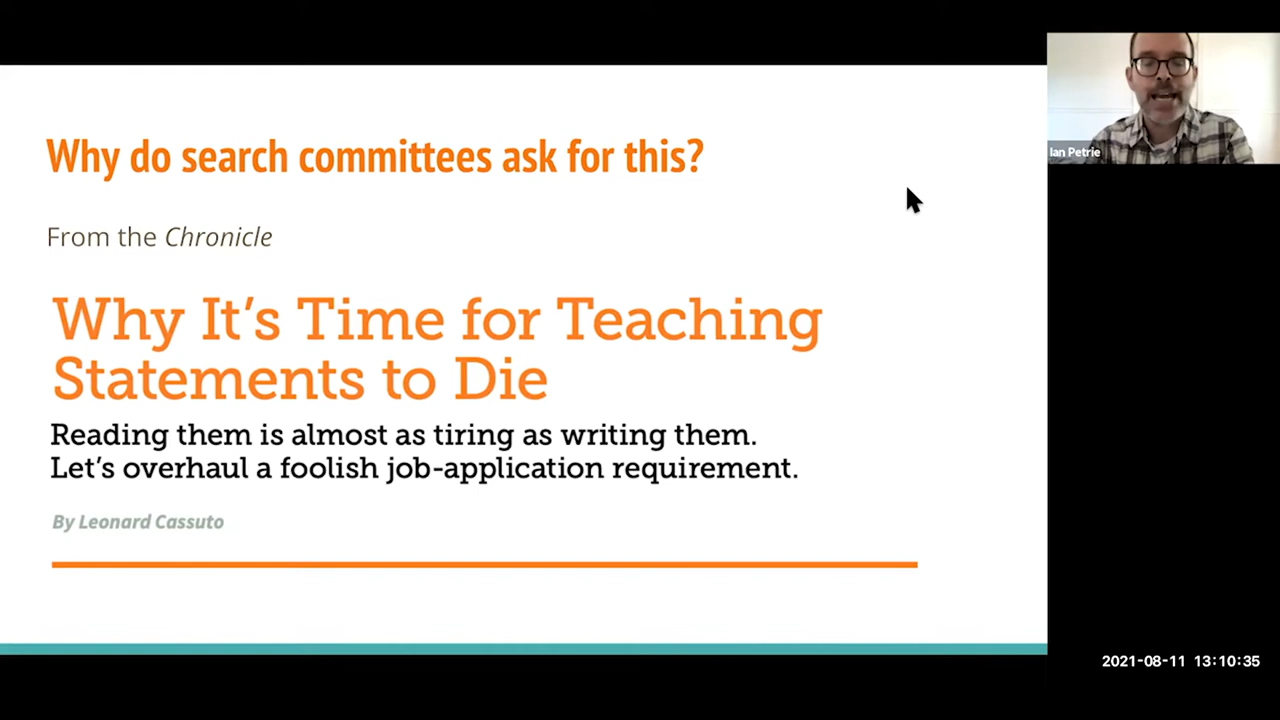 Why do search committees ask for this?
From the Chronicle
Why It's Time for Teaching
Statements to Die
Reading them is almost as tiring as writing them.
Let's overhaul a foolish job-application requirement.
By Leonard Cassuto
Ian Petrie
2021-08-11 13:10:35